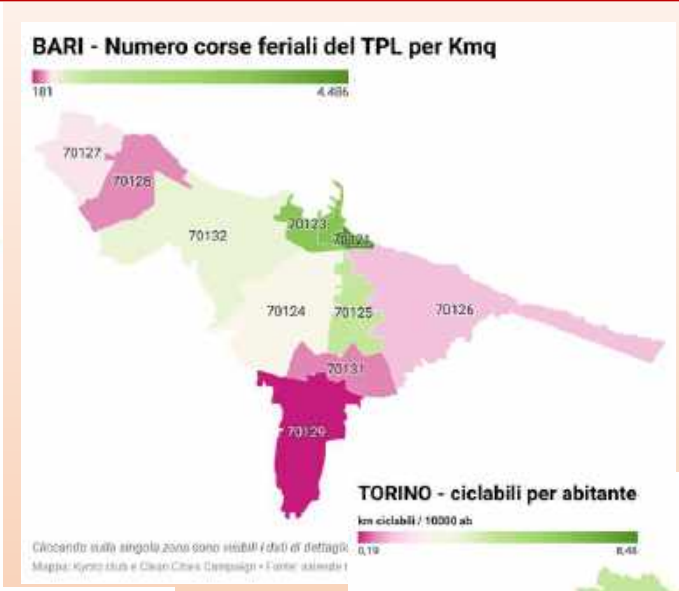 BARI - Numero corse feriali del TPL per Kmq
181
4.486
70127
70128
70132
70123
70121
70124
70125
70126
70131
70129
TORINO - ciclabili per abitante
km ciclabili / 10000 ab
0,19
8,48
Cliccando sulla singola zona sono visibili i dati di dettaglio
Mappa: Kyoto Club e Clean Cities Campaign • Fonte: aziende t